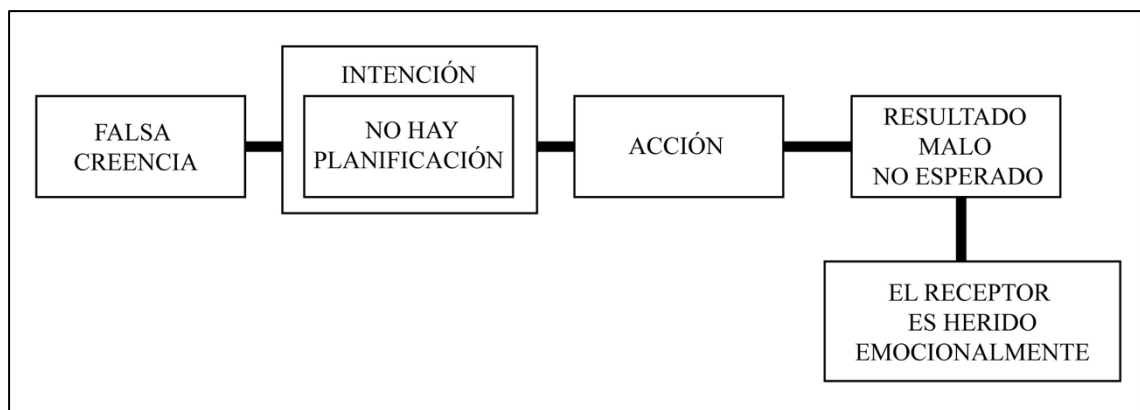 FALSA
CREENCIA
INTENCIÓN
NO HAY
PLANIFICACIÓN
ACCIÓN
RESULTADO
MALO
NO ESPERADO
EL RECEPTOR
ES HERIDO
EMOCIONALMENTE